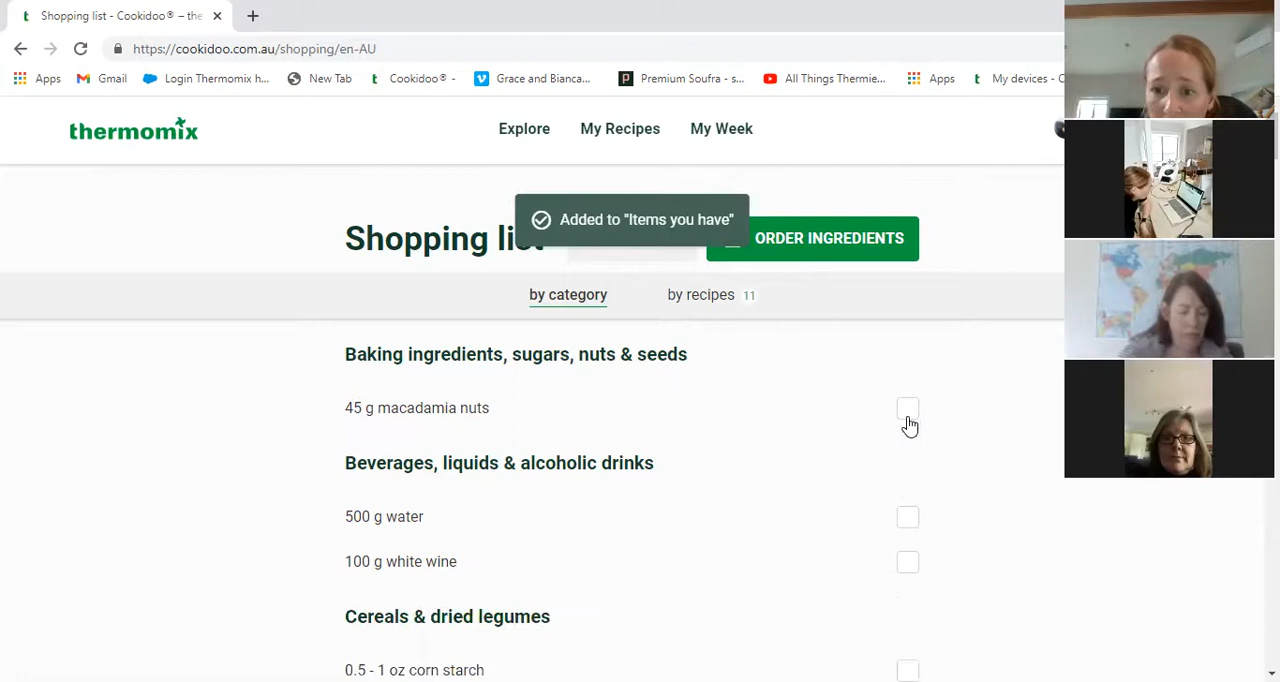 Shopping list - Cookidoo® – the
https://cookidoo.com.au/shopping/en-AU
Apps Gmail Login Thermomix h... New Tab Cookidoo® - Grace and Bianca... Premium Soufra - s... All Things Thermie... Apps My devices - C
thermomix Explore My Recipes My Week
Added to "Items you have"
Shopping list ORDER INGREDIENTS
by category by recipes 11
Baking ingredients, sugars, nuts & seeds
45 g macadamia nuts
Beverages, liquids & alcoholic drinks
500 g water
100 g white wine
Cereals & dried legumes
0.5 - 1 oz corn starch